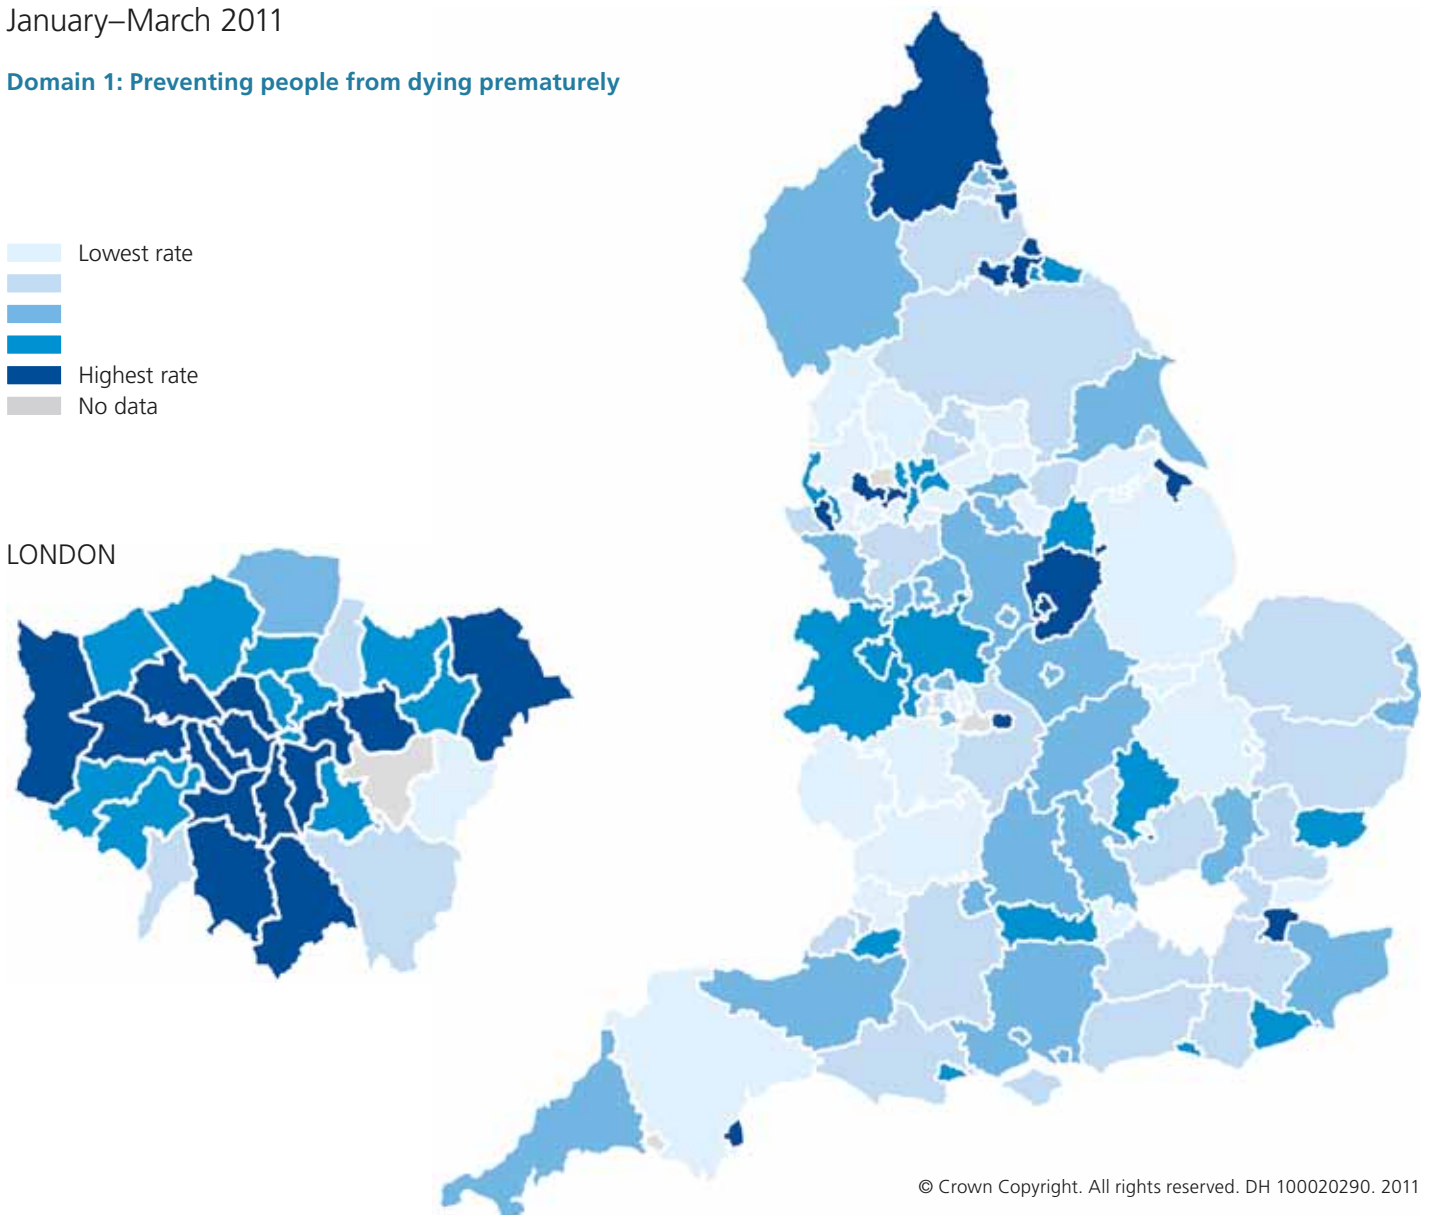 January–March 2011
Domain 1: Preventing people from dying prematurely
Lowest rate
Highest rate
No data
LONDON
© Crown Copyright. All rights reserved. DH 100020290. 2011